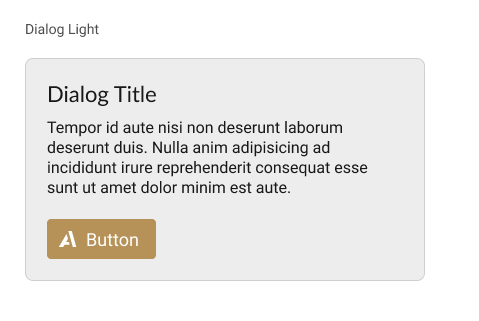 Dialog Light
Dialog Title
Tempor id aute nisi non deserunt laborum
deserunt duis. Nulla anim adipisicing ad
incididunt irure reprehenderit consequat esse
sunt ut amet dolor minim est aute.
Button